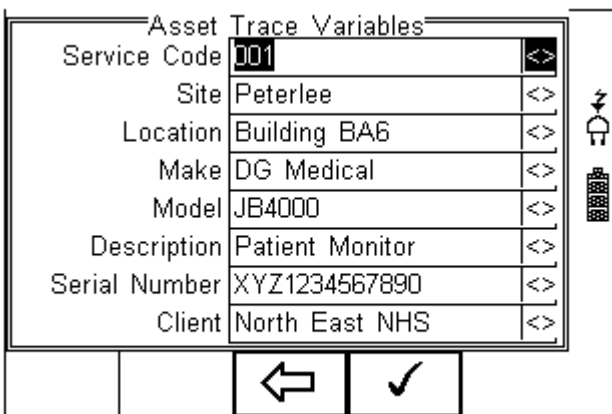 Asset Trace Variables
Service Code 001 <>
Site Peterlee <>
Location Building BA6 <>
Make DG Medical <>
Model JB4000 <>
Description Patient Monitor <>
Serial Number XYZ1234567890 <>
Client North East NHS <>